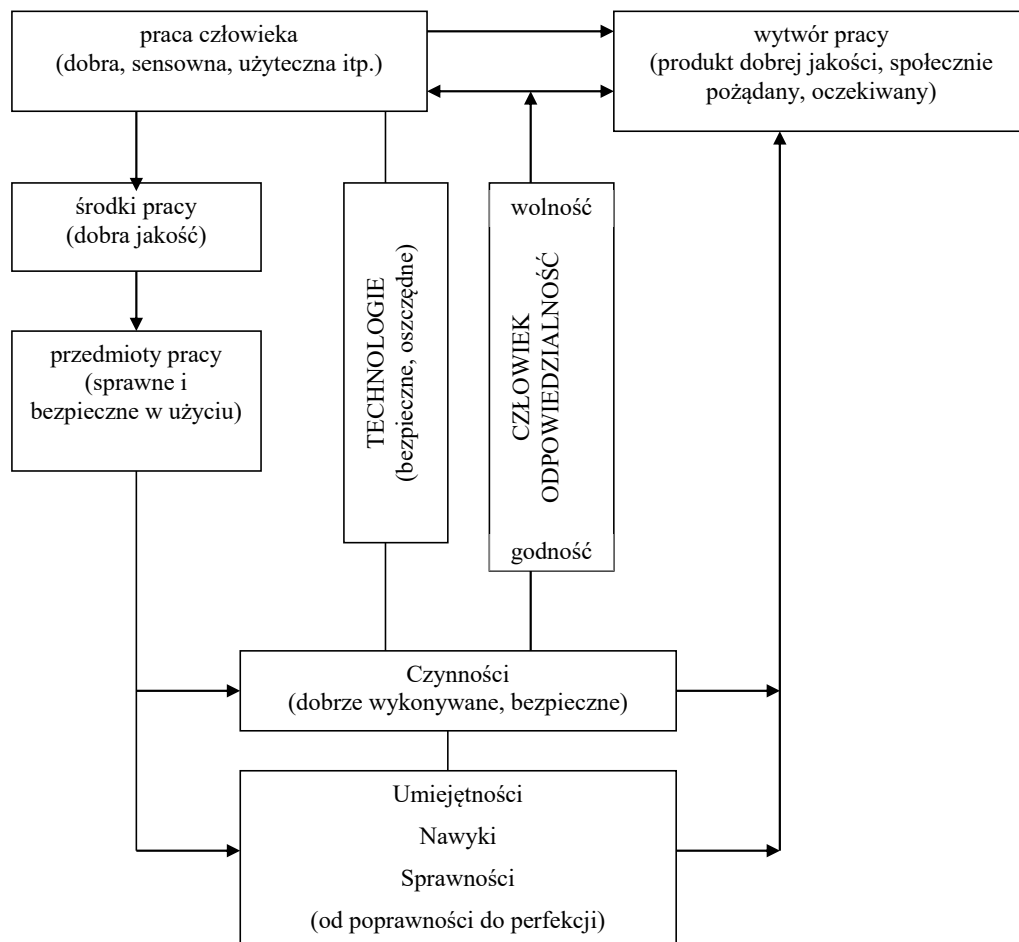 praca człowieka
(dobra, sensowna, użyteczna itp.)
wytwór pracy
(produkt dobrej jakości, społecznie
pożądany, oczekiwany)
środki pracy
(dobra jakość)
przedmioty pracy
(sprawne i
bezpieczne w użyciu)
TECHNOLOGIE
(bezpieczne, oszczędne)
wolność
CZŁOWIEK
ODPOWIEDZIALNOŚĆ
godność
Czynności
(dobrze wykonywane, bezpieczne)
Umiejętności
Nawyki
Sprawności
(od poprawności do perfekcji)